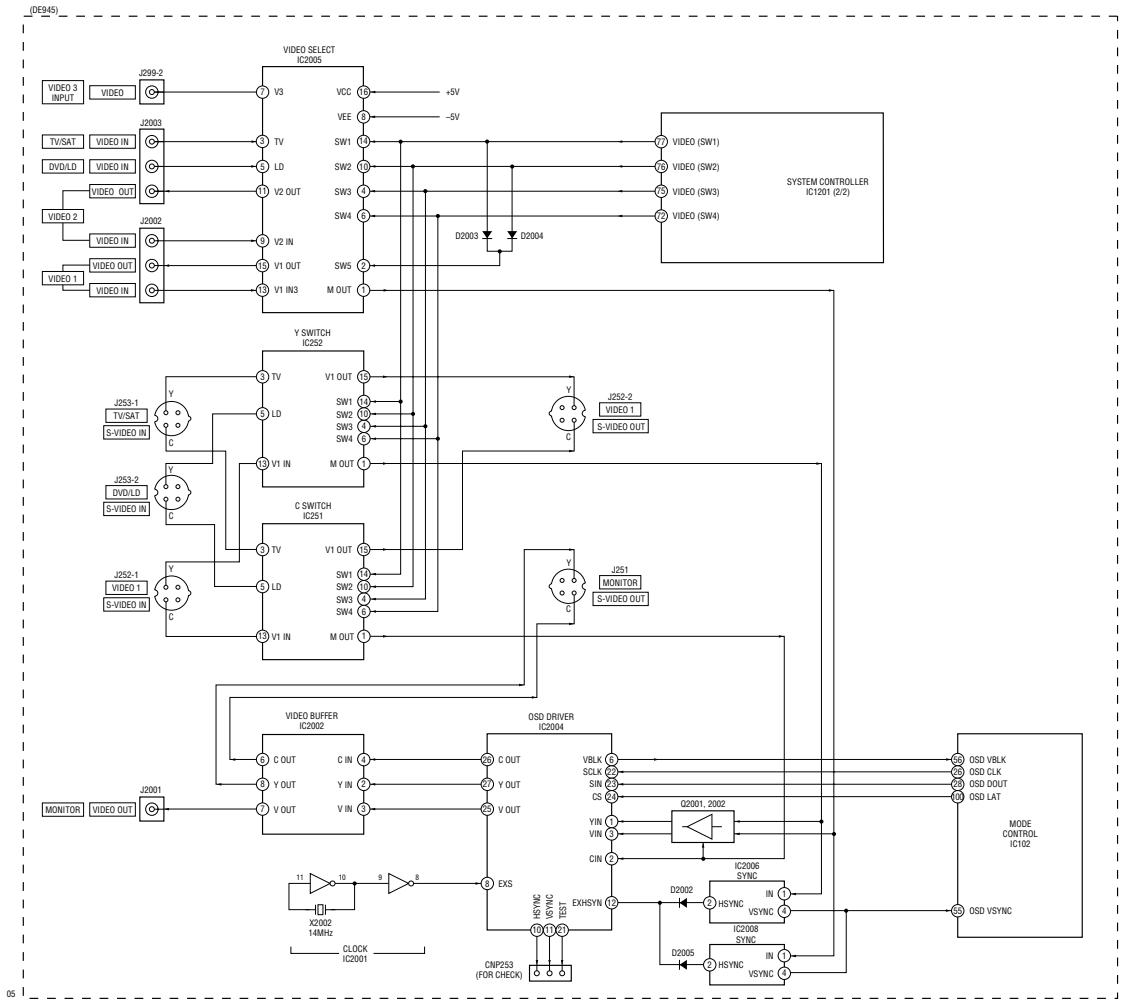 (DE945)
VIDEO SELECT
IC2005
J299-2
VIDEO 3
INPUT
VIDEO
7 V3
VCC 16
+5V
VEE 8
–5V
J2003
TV/SAT
VIDEO IN
3 TV
SW1 14
77 VIDEO (SW1)
DVD/LD
VIDEO IN
5 LD
SW2 10
76 VIDEO (SW2)
SYSTEM CONTROLLER
IC1201 (2/2)
VIDEO OUT
11 V2 OUT
SW3 4
75 VIDEO (SW3)
VIDEO 2
SW4 6
72 VIDEO (SW4)
J2002
D2003
D2004
VIDEO IN
9 V2 IN
VIDEO OUT
15 V1 OUT
SW5 2
VIDEO 1
VIDEO IN
13 V1 IN3
M OUT 1
Y SWITCH
IC252
3 TV
V1 OUT 15
Y
J253-1
TV/SAT
S-VIDEO IN
C
5 LD
SW1 14
SW2 10
SW3 4
SW4 6
Y
J252-2
VIDEO 1
S-VIDEO OUT
C
13 V1 IN
M OUT 1
Y
J253-2
DVD/LD
S-VIDEO IN
C
C SWITCH
IC251
3 TV
V1 OUT 15
Y
J252-1
VIDEO 1
S-VIDEO IN
C
5 LD
SW1 14
SW2 10
SW3 4
SW4 6
Y
J251
MONITOR
S-VIDEO OUT
C
13 V1 IN
M OUT 1
VIDEO BUFFER
IC2002
OSD DRIVER
IC2004
6 C OUT
C IN 4
26 C OUT
VBLK 6
56 OSD VBLK
SCLK 22
26 OSD CLK
8 Y OUT
Y IN 2
27 Y OUT
SIN 23
28 OSD DOUT
CS 24
100 OSD LAT
J2001
MONITOR
VIDEO OUT
7 V OUT
V IN 3
25 V OUT
Q2001, 2002
YIN 1
VIN 3
MODE
CONTROL
IC102
CIN 2
IC2006
SYNC
11
10
9
8
8 EXS
D2002
IN 1
EXHSYN 12
2 HSYNC
VSYNC 4
55 OSD VSYNC
X2002
14MHz
HSYNC
VSYNC
TEST
10 11 21
IC2008
SYNC
CLOCK
IC2001
D2005
IN 1
2 HSYNC
VSYNC 4
CNP253
(FOR CHECK)
05